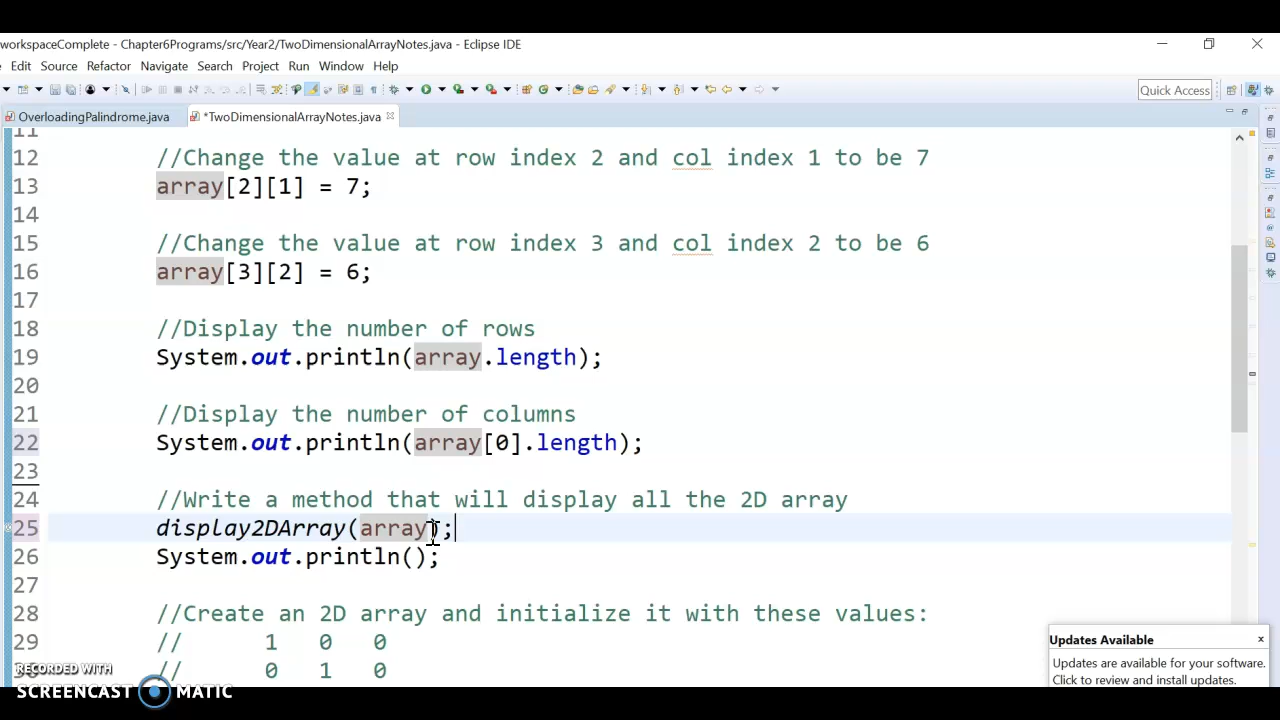 workspaceComplete - Chapter6Programs/src/Year2/TwoDimensionalArrayNotes.java - Eclipse IDE
Edit Source Refactor Navigate Search Project Run Window Help
Quick Access
OverloadingPalindrome.java *TwoDimensionalArrayNotes.java
11
12 //Change the value at row index 2 and col index 1 to be 7
13 array[2][1] = 7;
14
15 //Change the value at row index 3 and col index 2 to be 6
16 array[3][2] = 6;
17
18 //Display the number of rows
19 System.out.println(array.length);
20
21 //Display the number of columns
22 System.out.println(array[0].length);
23
24 //Write a method that will display all the 2D array
25 display2DArray(array);
26 System.out.println();
27
28 //Create an 2D array and initialize it with these values:
29 // 1 0 0
// 0 1 0
Updates Available x
Updates are available for your software.
Click to review and install updates.
RECORDED WITH
SCREENCAST MATIC